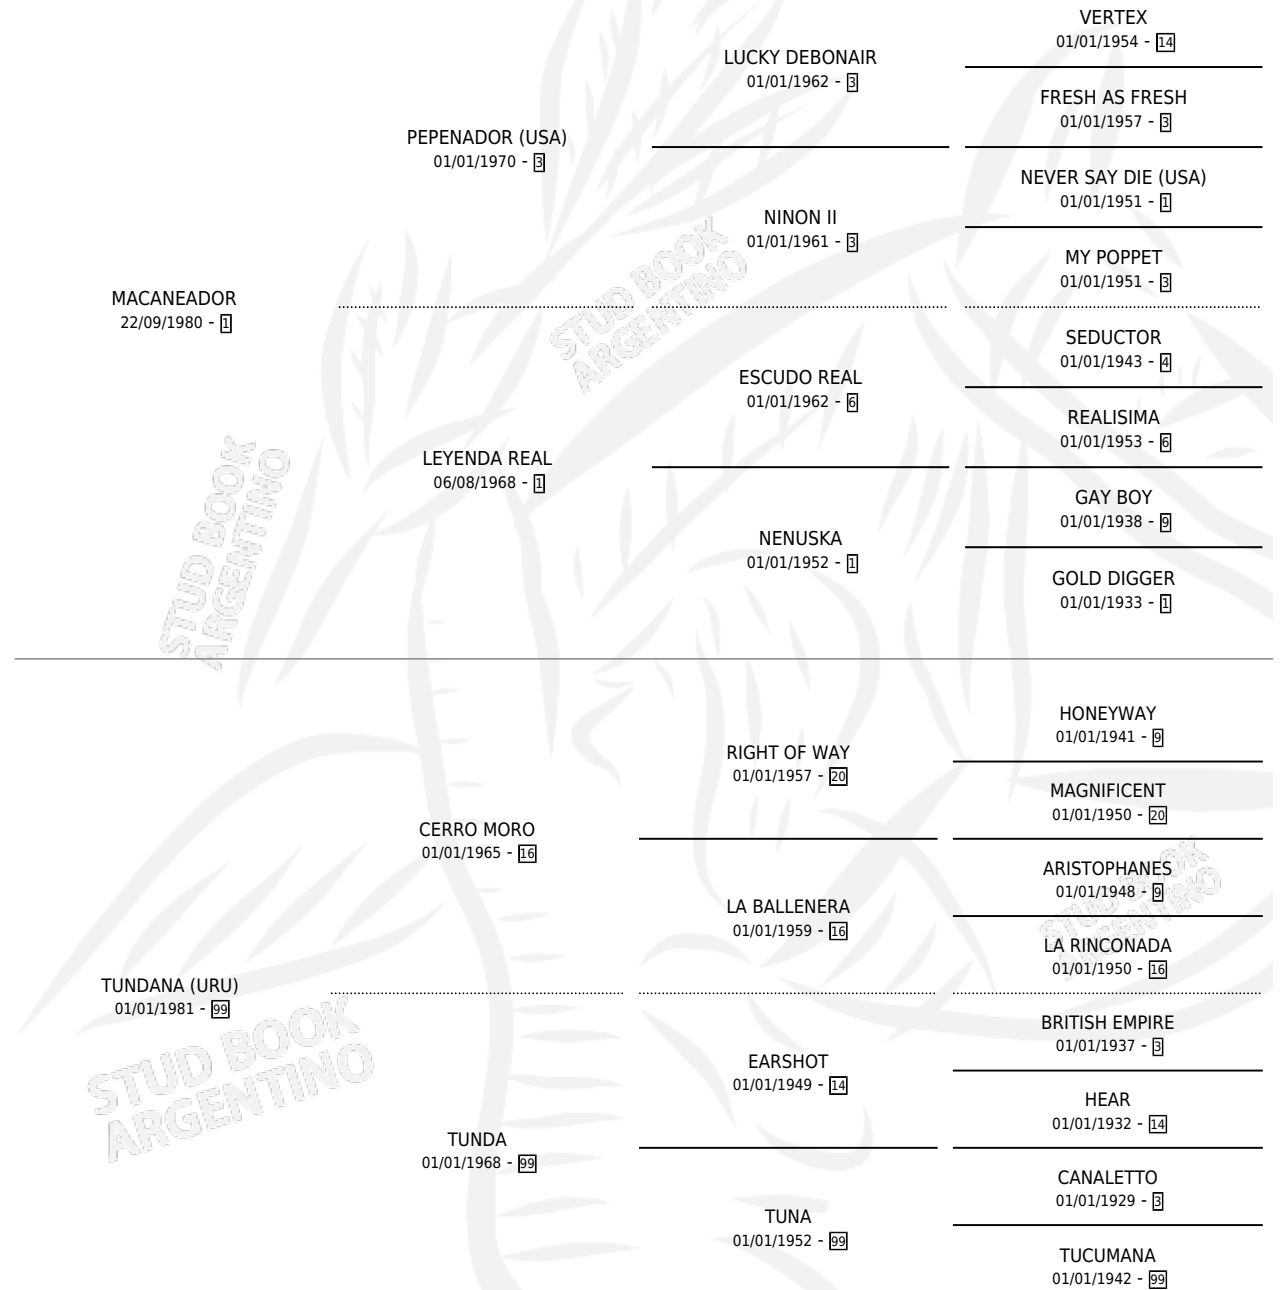 VERTEX
01/01/1954 - 14
LUCKY DEBONAIR
01/01/1962 - 3
FRESH AS FRESH
01/01/1957 - 3
PEPENADOR (USA)
01/01/1970 - 3
NEVER SAY DIE (USA)
01/01/1951 - 1
NINON II
01/01/1961 - 3
MY POPPET
01/01/1951 - 3
MACANEADOR
22/09/1980 - 1
SEDUCTOR
01/01/1943 - 4
ESCUDO REAL
01/01/1962 - 6
REALISIMA
01/01/1953 - 6
LEYENDA REAL
06/08/1968 - 1
GAY BOY
01/01/1938 - 9
NENUSKA
01/01/1952 - 1
GOLD DIGGER
01/01/1933 - 1
HONEYWAY
01/01/1941 - 9
RIGHT OF WAY
01/01/1957 - 20
MAGNIFICENT
01/01/1950 - 20
CERRO MORO
01/01/1965 - 16
ARISTOPHANES
01/01/1948 - 9
LA BALLENERA
01/01/1959 - 16
LA RINCONADA
01/01/1950 - 16
TUNDANA (URU)
01/01/1981 - 99
BRITISH EMPIRE
01/01/1937 - 3
EARSHOT
01/01/1949 - 14
HEAR
01/01/1932 - 14
TUNDA
01/01/1968 - 99
CANALETTO
01/01/1929 - 3
TUNA
01/01/1952 - 99
TUCUMANA
01/01/1942 - 99
STUD BOOK
ARGENTINO
STUD BOOK
ARGENTINO
STUD BOOK
ARGENTINO
STUD BOOK
ARGENTINO